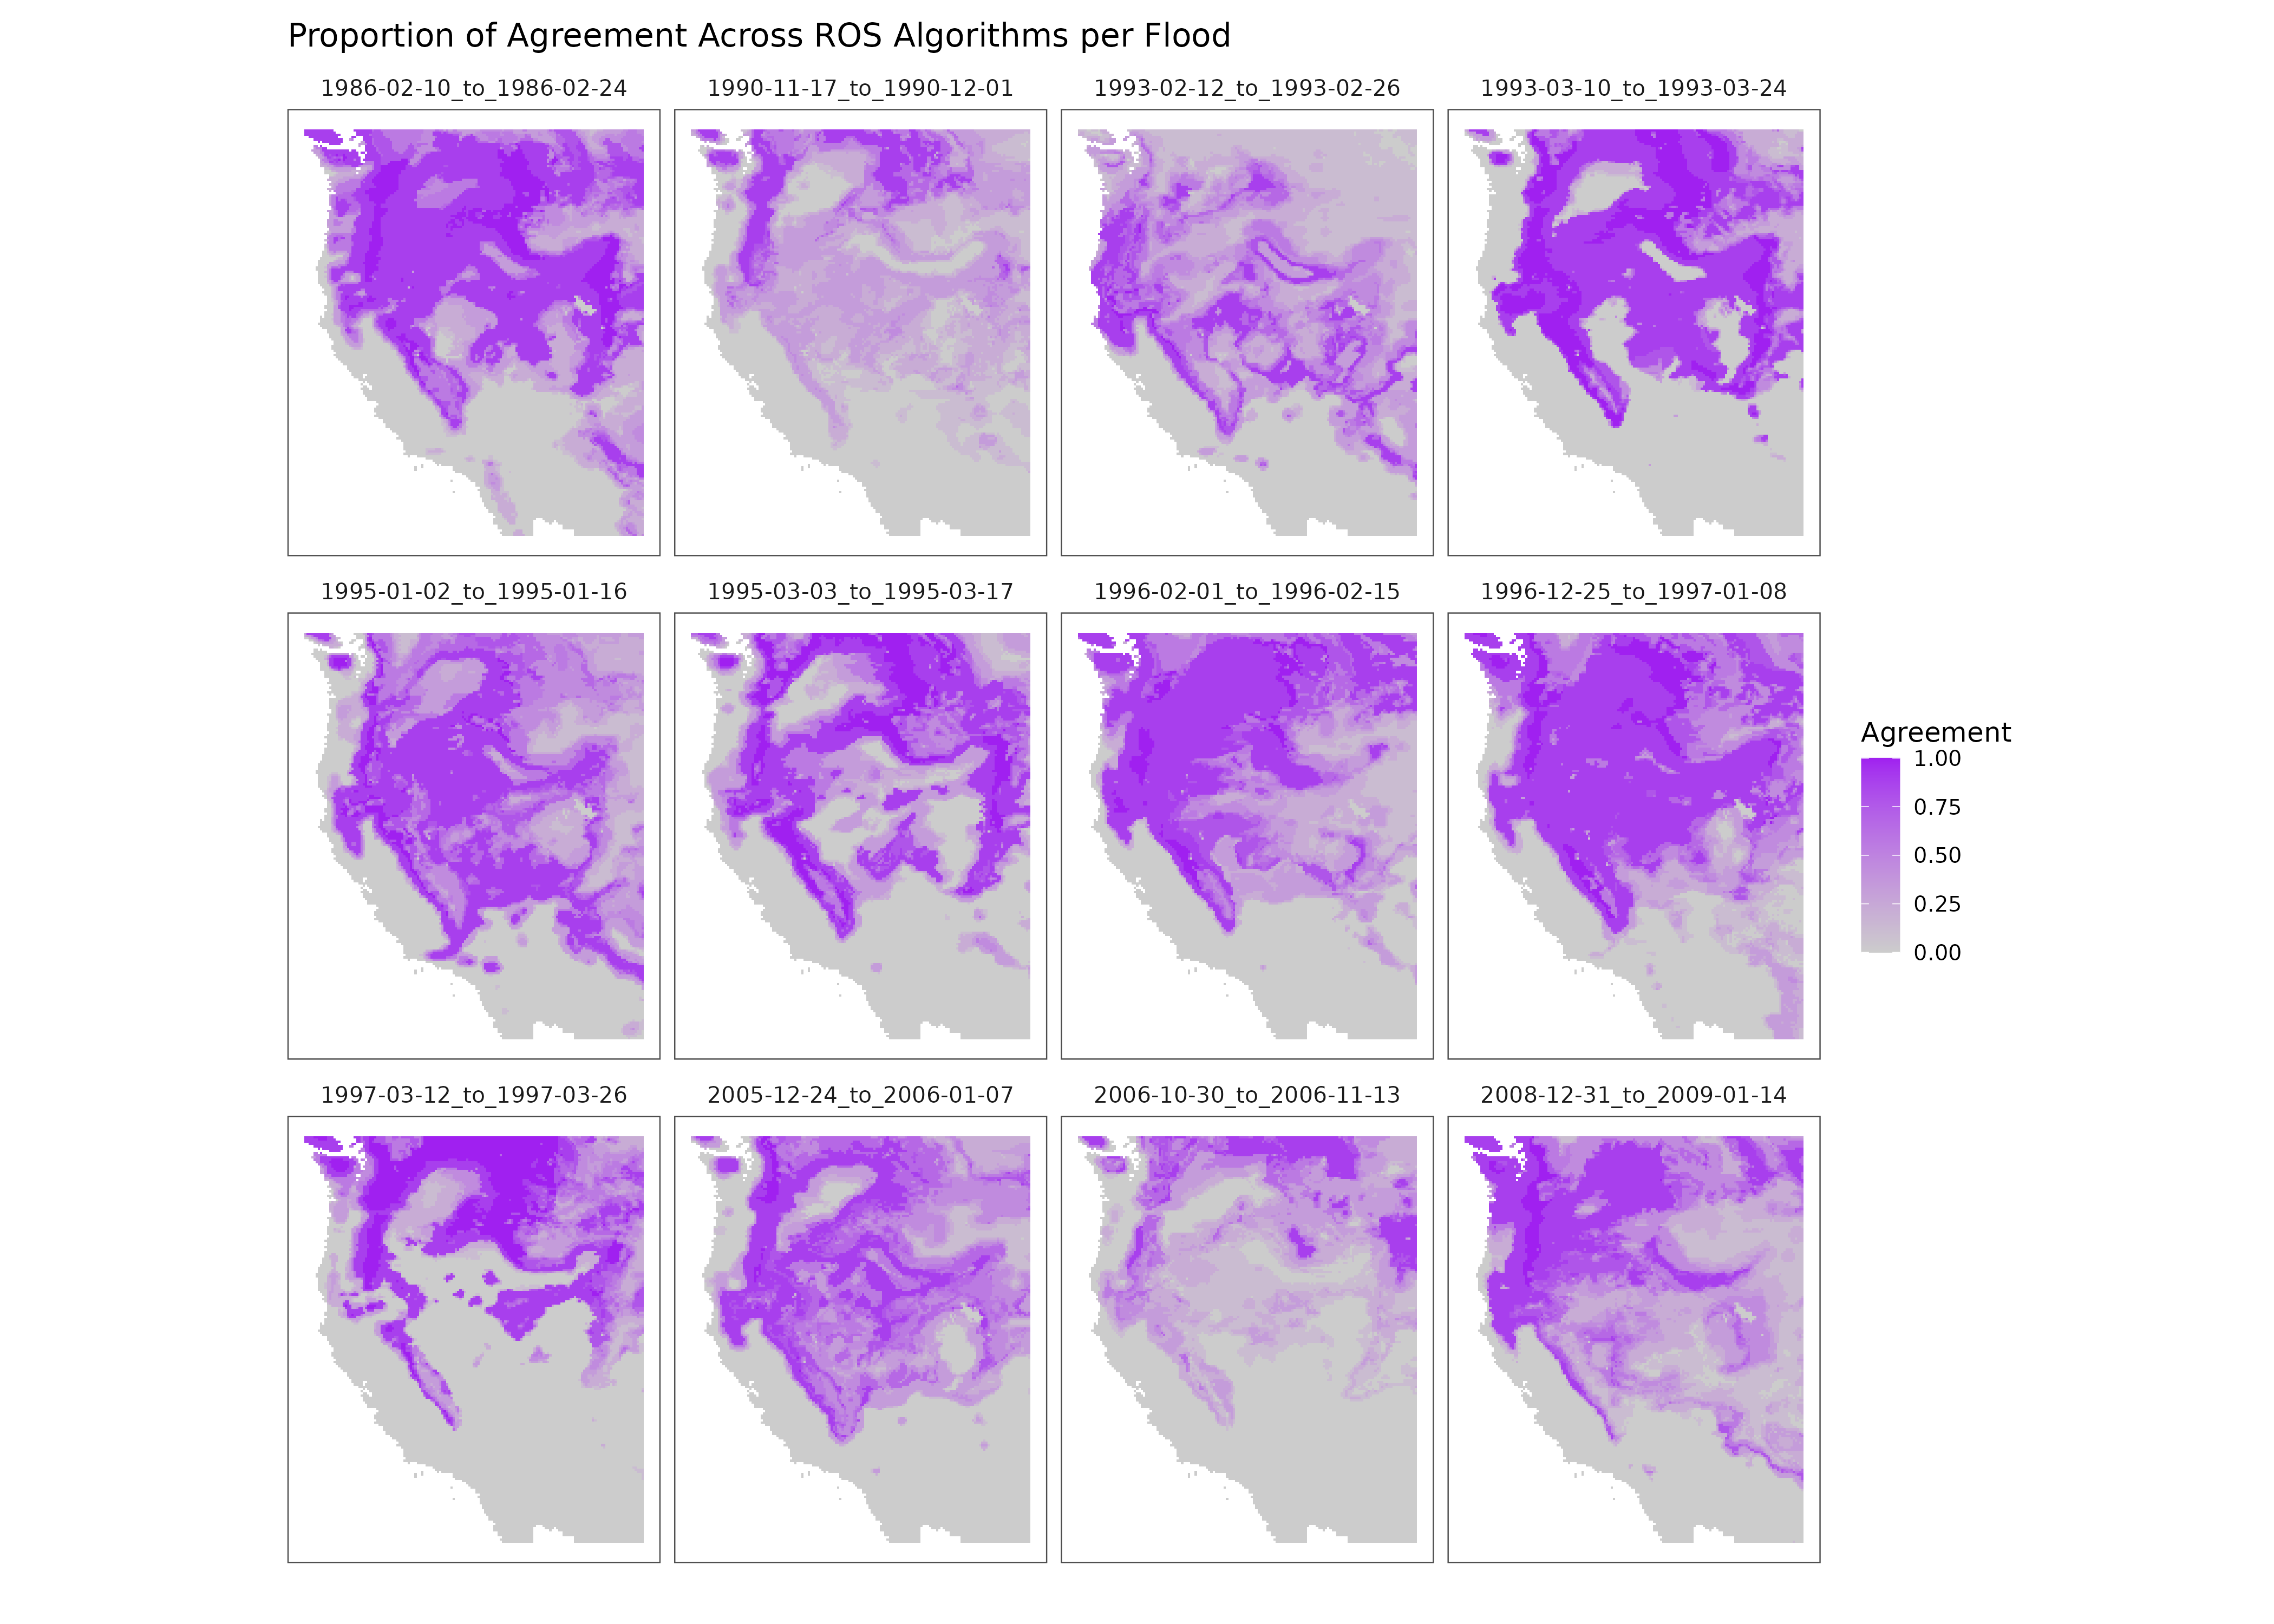 Proportion of Agreement Across ROS Algorithms per Flood
1986-02-10_to_1986-02-24
1990-11-17_to_1990-12-01
1993-02-12_to_1993-02-26
1993-03-10_to_1993-03-24
1995-01-02_to_1995-01-16
1995-03-03_to_1995-03-17
1996-02-01_to_1996-02-15
1996-12-25_to_1997-01-08
1997-03-12_to_1997-03-26
2005-12-24_to_2006-01-07
2006-10-30_to_2006-11-13
2008-12-31_to_2009-01-14
Agreement
1.00
0.75
0.50
0.25
0.00